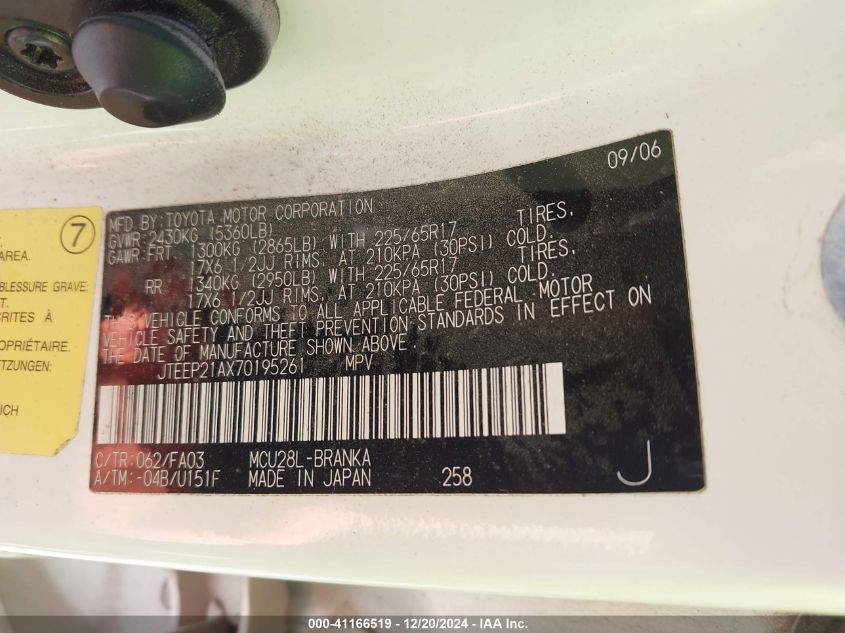 09/06
MFD.BY:TOYOTA MOTOR CORPORATION
GVWR:2430KG (5360LB)
GAWR:FRT 1300KG (2865LB) WITH 225/65R17 TIRES,
17X6 1/2JJ RIMS, AT 210KPA (30PSI) COLD.
RR 1340KG (2950LB) WITH 225/65R17 TIRES,
17X6 1/2JJ RIMS, AT 210KPA (30PSI) COLD.
THIS VEHICLE CONFORMS TO ALL APPLICABLE FEDERAL MOTOR
VEHICLE SAFETY AND THEFT PREVENTION STANDARDS IN EFFECT ON
THE DATE OF MANUFACTURE SHOWN ABOVE.
JTEEP21AX70195261 MPV
C/TR:062/FA03 MCU28L-BRANKA
A/TM:-04B/U151F MADE IN JAPAN 258 J
7
AREA.
BLESSURE GRAVE:
T.
CRITES À
OPRIÉTAIRE.
ETZUNGEN:
ICH
000-41166519 - 12/20/2024 - IAA Inc.